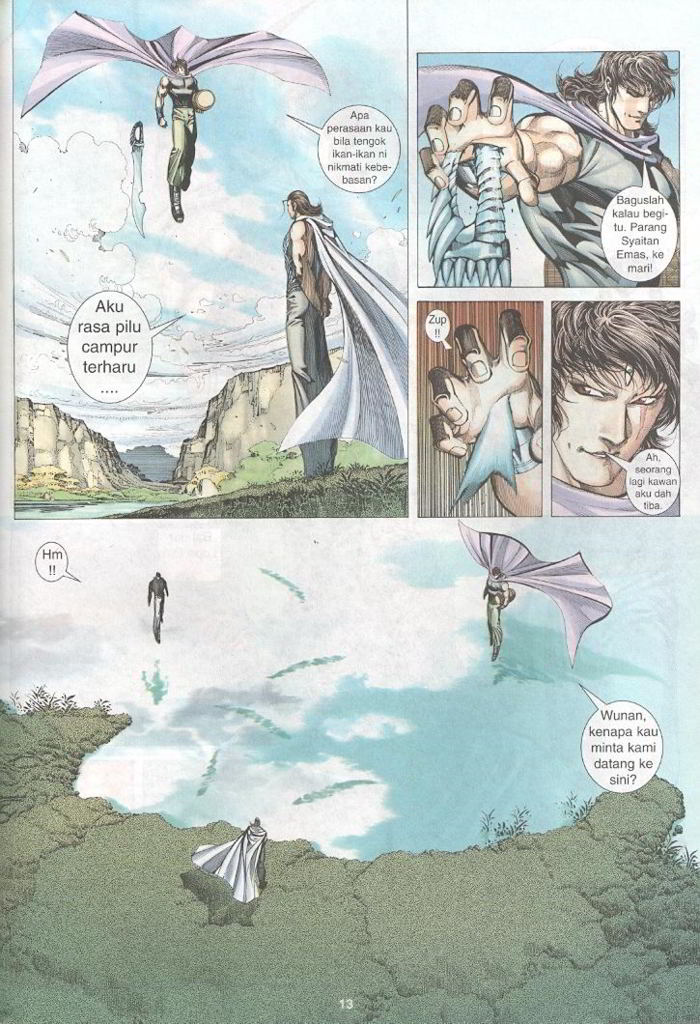 Apa
perasaan kau
bila tengok
ikan-ikan ni
nikmati kebe-
basan?
Aku
rasa pilu
campur
terharu
....
Baguslah
kalau begi-
tu. Parang
Syaitan
Emas, ke
mari!
Zup
!!
Ah,
seorang
lagi kawan
aku dah
tiba.
Hm
!!
Wunan,
kenapa kau
minta kami
datang ke
sini?
13